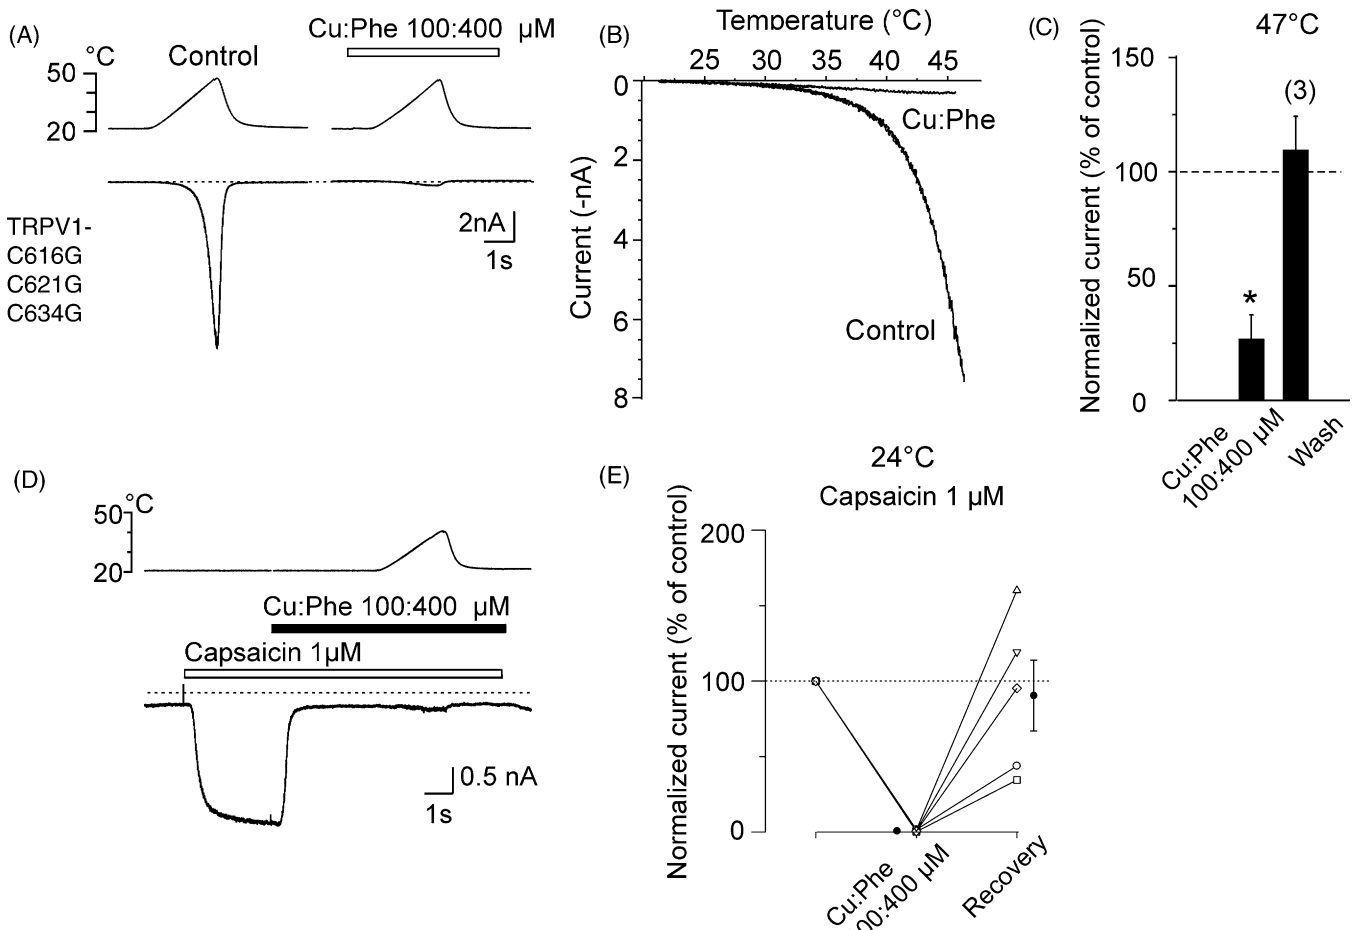 (A)
Control
Cu:Phe 100:400 µM
°C
50
20
TRPV1-
C616G
C621G
C634G
2nA
1s
(B)
Temperature (°C)
25 30 35 40 45
0
2
4
6
8
Current (-nA)
Cu:Phe
Control
(C)
47°C
Normalized current (% of control)
150
100
50
0
*
(3)
Cu:Phe
100:400 µM
Wash
(D)
°C
50
20
Cu:Phe 100:400 µM
Capsaicin 1µM
0.5 nA
1s
(E)
24°C
Capsaicin 1 µM
Normalized current (% of control)
200
100
0
Cu:Phe
00:400 µM
Recovery